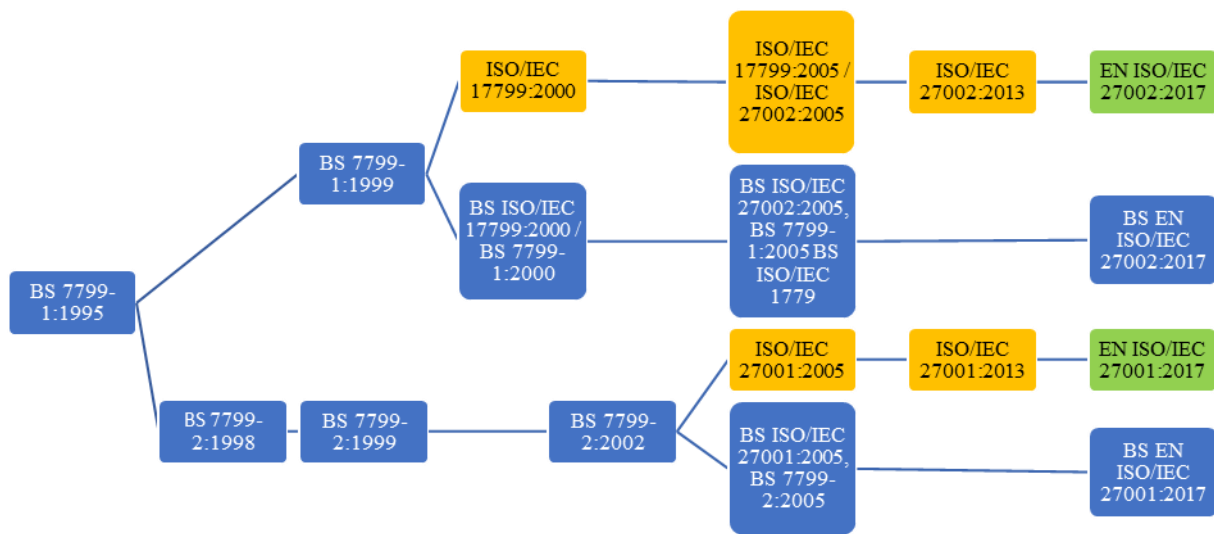 ISO/IEC
17799:2000
ISO/IEC
17799:2005 /
ISO/IEC
27002:2005
ISO/IEC
27002:2013
EN ISO/IEC
27002:2017
BS 7799-
1:1999
BS ISO/IEC
17799:2000 /
BS 7799-
1:2000
BS ISO/IEC
27002:2005,
BS 7799-
1:2005 BS
ISO/IEC
1779
BS EN
ISO/IEC
27002:2017
BS 7799-
1:1995
ISO/IEC
27001:2005
ISO/IEC
27001:2013
EN ISO/IEC
27001:2017
BS 7799-
2:1998
BS 7799-
2:1999
BS 7799-
2:2002
BS ISO/IEC
27001:2005,
BS 7799-
2:2005
BS EN
ISO/IEC
27001:2017